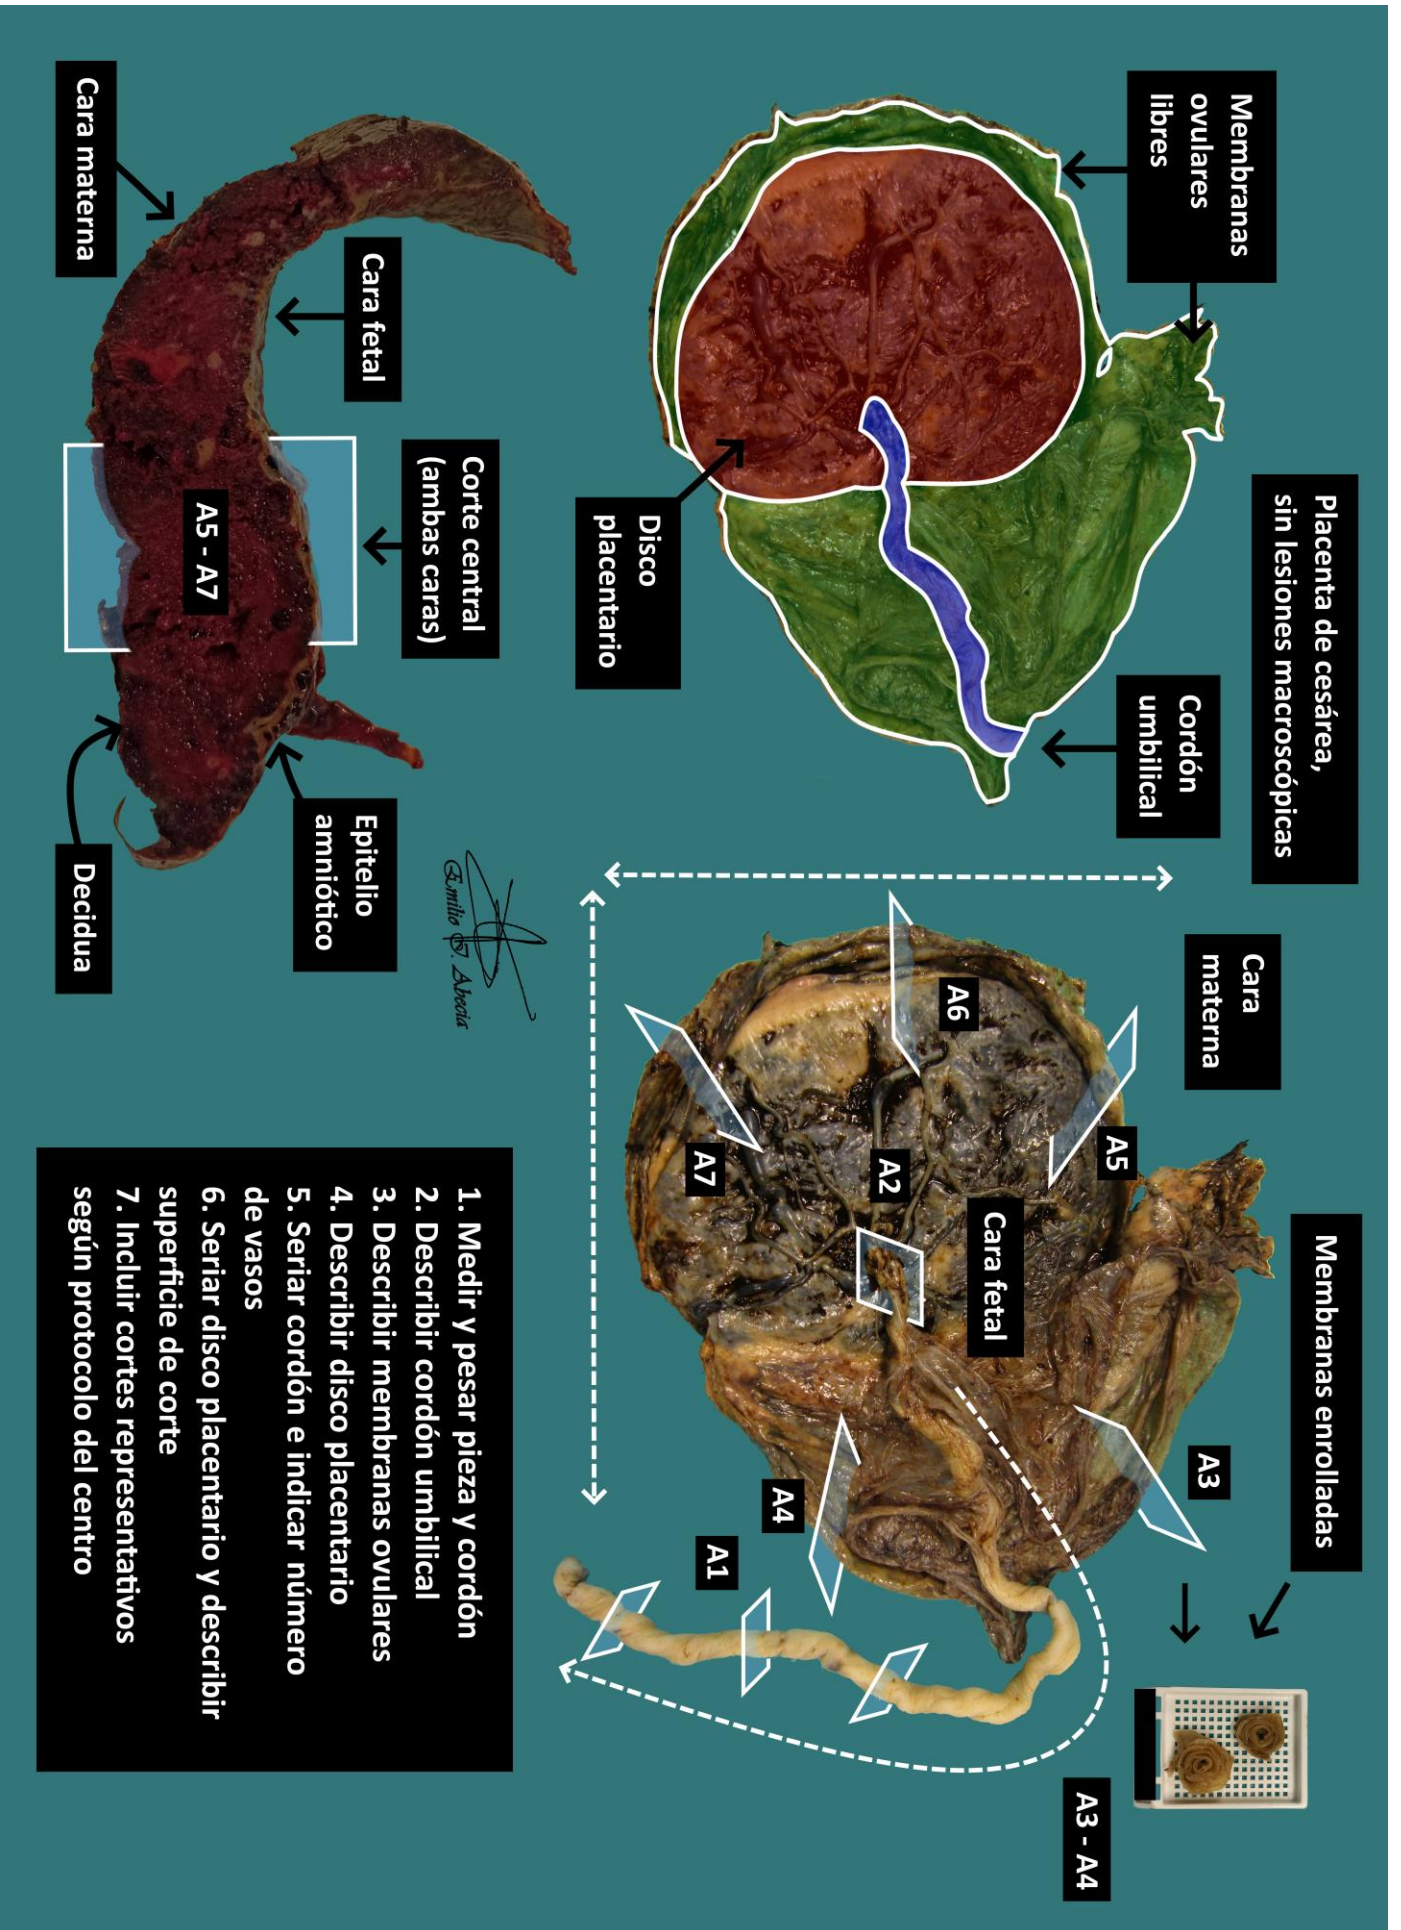 Placenta de cesárea,
sin lesiones macroscópicas
Membranas
ovulares
libres
Cordón
umbilical
Disco
placentario
Cara
materna
Membranas enrolladas
A5
A6
Cara fetal
A3
A2
A7
A4
A1
A3 - A4
Corte central
(ambas caras)
Cara fetal
Cara materna
A5 - A7
Epitelio
amniótico
Decidua
Emilio J. Abecia
1. Medir y pesar pieza y cordón
2. Describir cordón umbilical
3. Describir membranas ovulares
4. Describir disco placentario
5. Seriar cordón e indicar número
de vasos
6. Seriar disco placentario y describir
superficie de corte
7. Incluir cortes representativos
según protocolo del centro